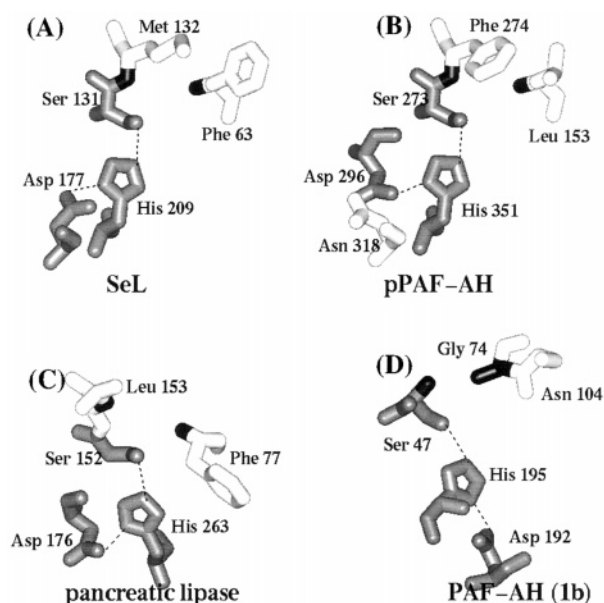 (A)
Met 132
Ser 131
Phe 63
Asp 177
His 209
SeL
(B)
Phe 274
Ser 273
Leu 153
Asp 296
His 351
Asn 318
pPAF–AH
(C)
Leu 153
Ser 152
Phe 77
Asp 176
His 263
pancreatic lipase
(D)
Gly 74
Asn 104
Ser 47
His 195
Asp 192
PAF–AH (1b)